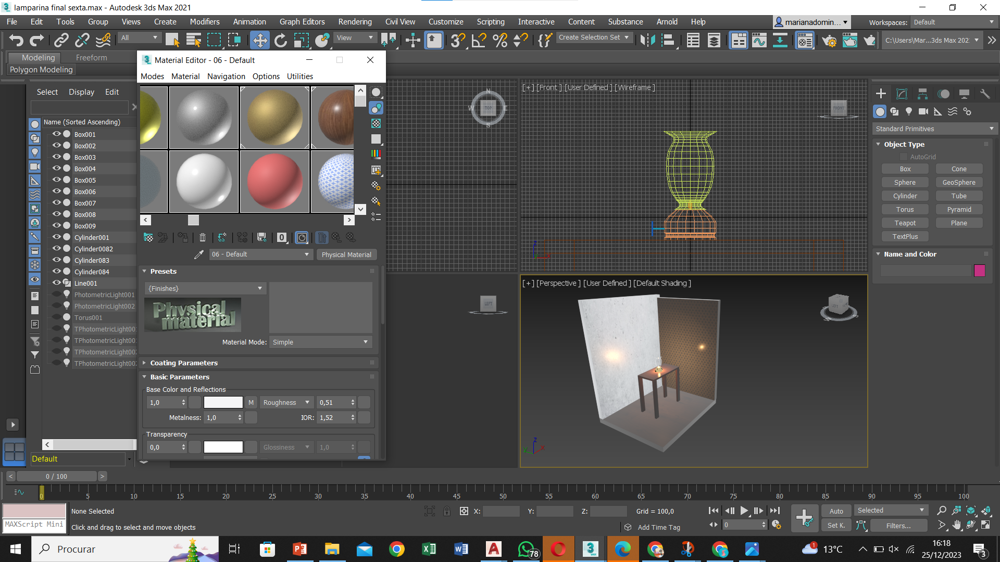 lamparina final sexta.max - Autodesk 3ds Max 2021
File Edit Tools Group Views Create Modifiers Animation Graph Editors Rendering Civil View Customize Scripting Interactive Content Substance Arnold Help
marianadomin...
Workspaces: Default
All
View
Create Selection Set
C:\Users\Mar...3ds Max 202
Modeling Freeform
Polygon Modeling
Material Editor - 06 - Default
Modes Material Navigation Options Utilities
Select Display Edit
Name (Sorted Ascending)
Box001
Box002
Box003
Box004
Box005
Box006
Box007
Box008
Box009
Cylinder001
Cylinder0082
Cylinder083
Cylinder084
Line001
PhotometricLight001
PhotometricLight002
Torus001
TPhotometricLight00
TPhotometricLight00
TPhotometricLight00
TPhotometricLight00
Default
0
06 - Default
Physical Material
Presets
{Finishes}
Physical material
Material Mode: Simple
Coating Parameters
Basic Parameters
Base Color and Reflections
1,0 M Roughness 0,51
Metalness: 1,0 IOR: 1,52
Transparency
0,0 Glossiness 1,0
N
W TOP E
S
LEFT
[+] [Front ] [User Defined ] [Wireframe ]
FRONT
z
[+] [Perspective ] [User Defined ] [Default Shading ]
LEFT
z
y x
Standard Primitives
Object Type
AutoGrid
Box Cone
Sphere GeoSphere
Cylinder Tube
Torus Pyramid
Teapot Plane
TextPlus
Name and Color
< 0 / 100 >
0 5 10 15 20 25 30 35 40 45 50 55 60 65 70 75 80 85 90 95 100
None Selected
X: Y: Z: Grid = 100,0
Auto Selected
MAXScript Mini
Click and drag to select and move objects
Add Time Tag
0
Set K. Filters...
Procurar
78
1
13°C
16:18
25/12/2023
3